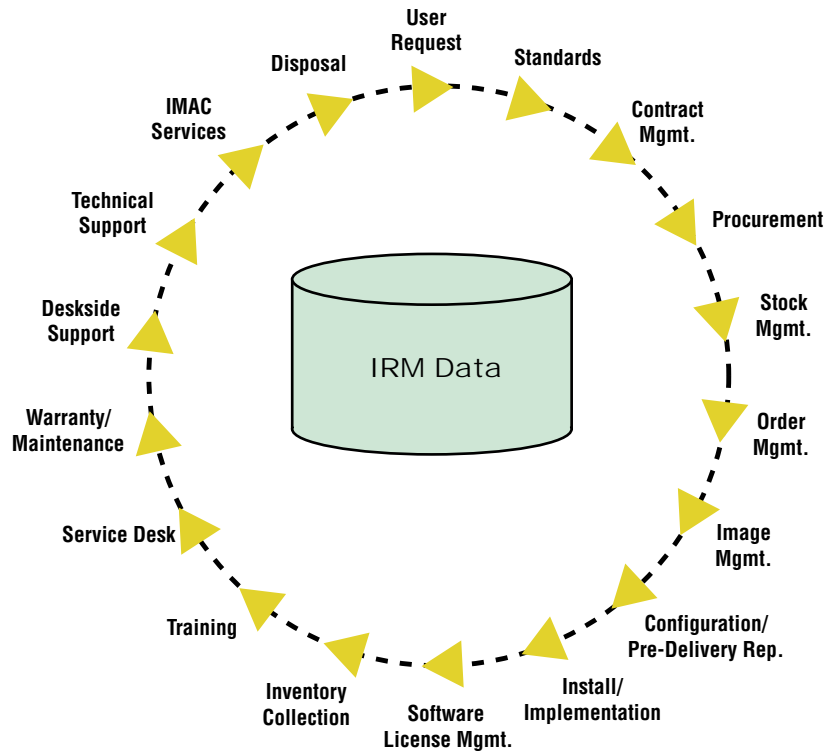 User
Request
Standards
Contract
Mgmt.
Procurement
Stock
Mgmt.
Order
Mgmt.
Image
Mgmt.
Configuration/
Pre-Delivery Rep.
Install/
Implementation
Software
License Mgmt.
Inventory
Collection
Training
Service Desk
Warranty/
Maintenance
Deskside
Support
Technical
Support
IMAC
Services
Disposal
IRM Data